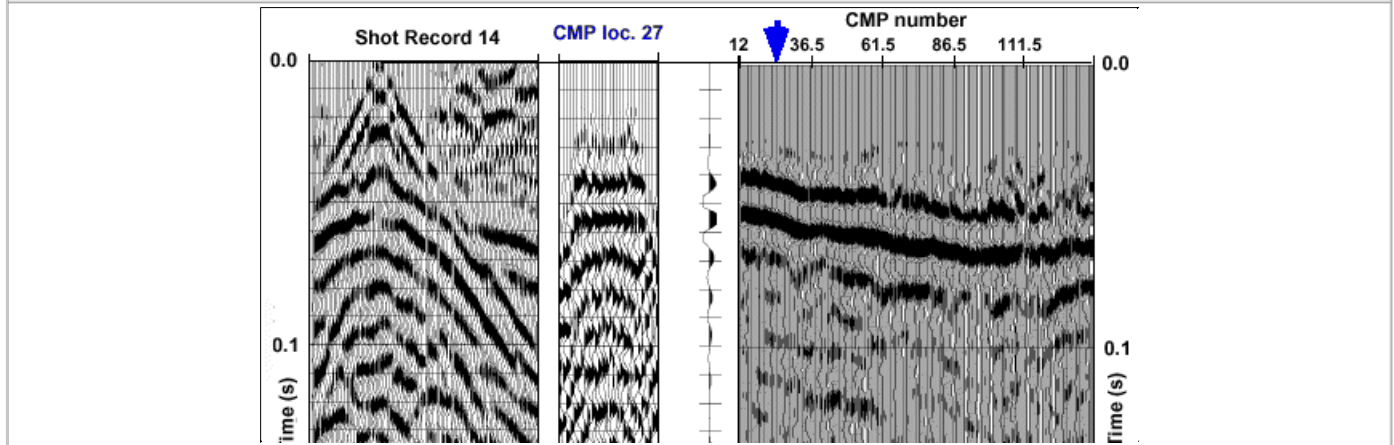 CMP number
Shot Record 14
CMP loc. 27
12 36.5 61.5 86.5 111.5
0.0
0.0
0.1
0.1
Time (s)
Time (s)